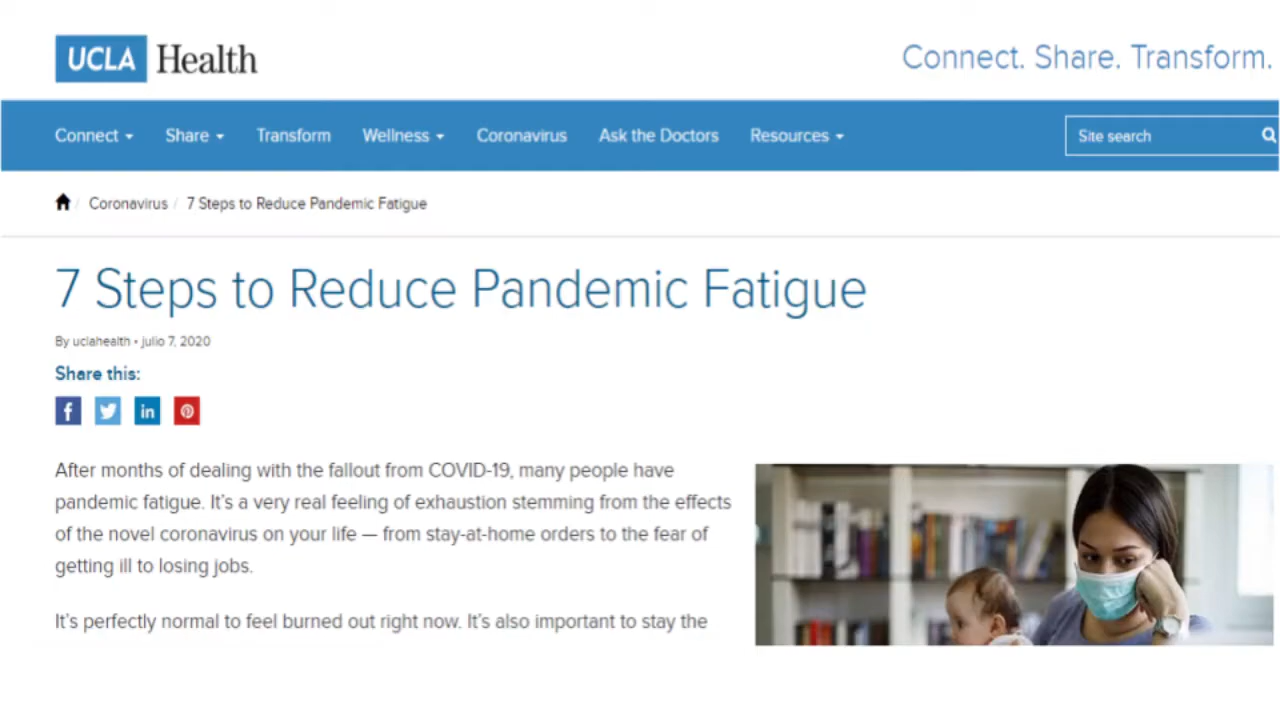 UCLA Health
Connect. Share. Transform.
Connect Share Transform Wellness Coronavirus Ask the Doctors Resources Site search
Coronavirus / 7 Steps to Reduce Pandemic Fatigue
7 Steps to Reduce Pandemic Fatigue
By uclahealth • julio 7, 2020
Share this:
f in
After months of dealing with the fallout from COVID-19, many people have
pandemic fatigue. It's a very real feeling of exhaustion stemming from the effects
of the novel coronavirus on your life — from stay-at-home orders to the fear of
getting ill to losing jobs.
It's perfectly normal to feel burned out right now. It's also important to stay the